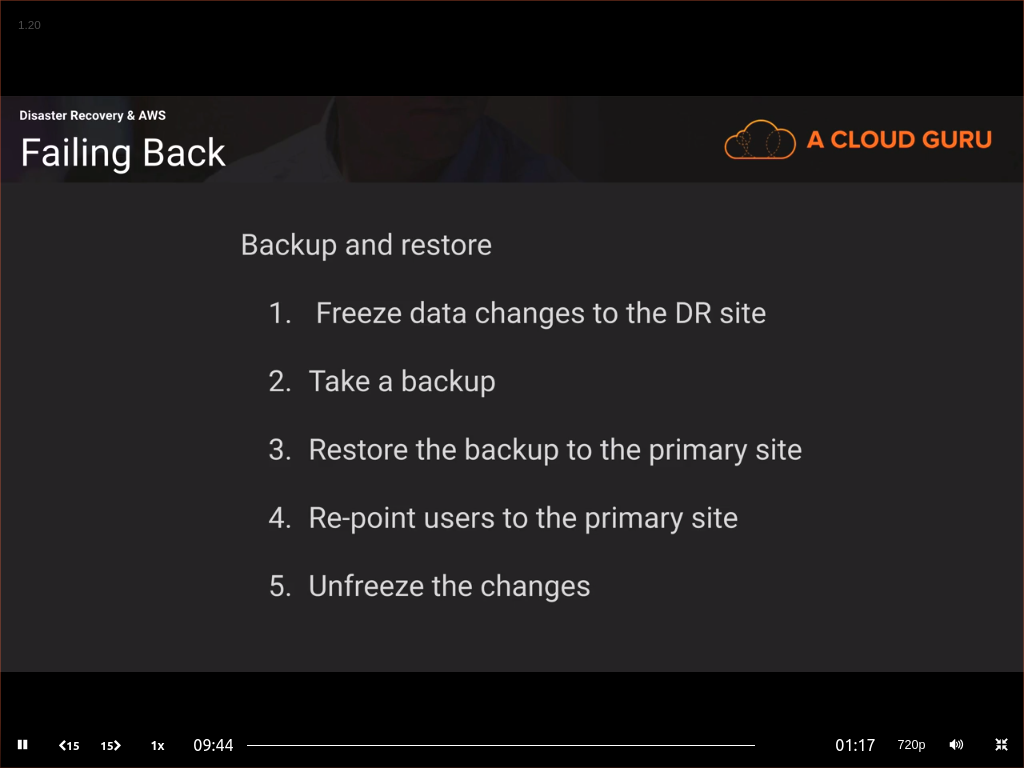 1.20
Disaster Recovery & AWS
Failing Back
A CLOUD GURU
Backup and restore
1. Freeze data changes to the DR site
2. Take a backup
3. Restore the backup to the primary site
4. Re-point users to the primary site
5. Unfreeze the changes
15 15 1x 09:44 01:17 720p